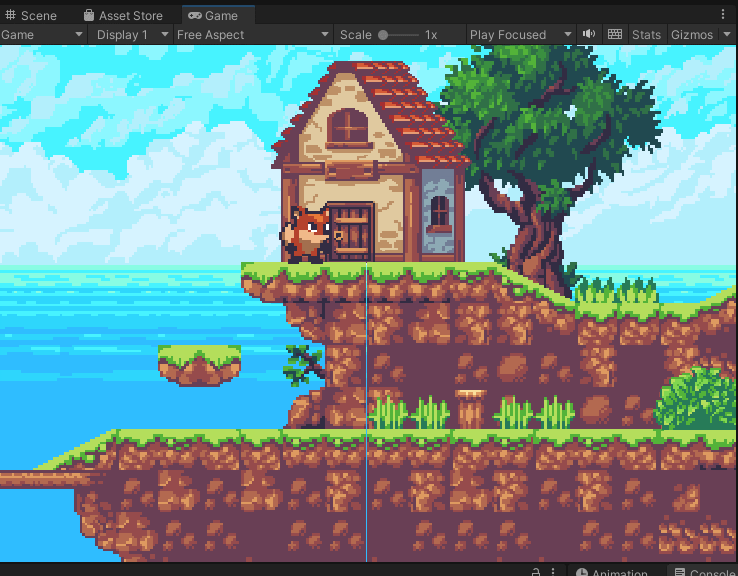 Scene Asset Store Game
Game Display 1 Free Aspect Scale 1x Play Focused Stats Gizmos
Animation Console